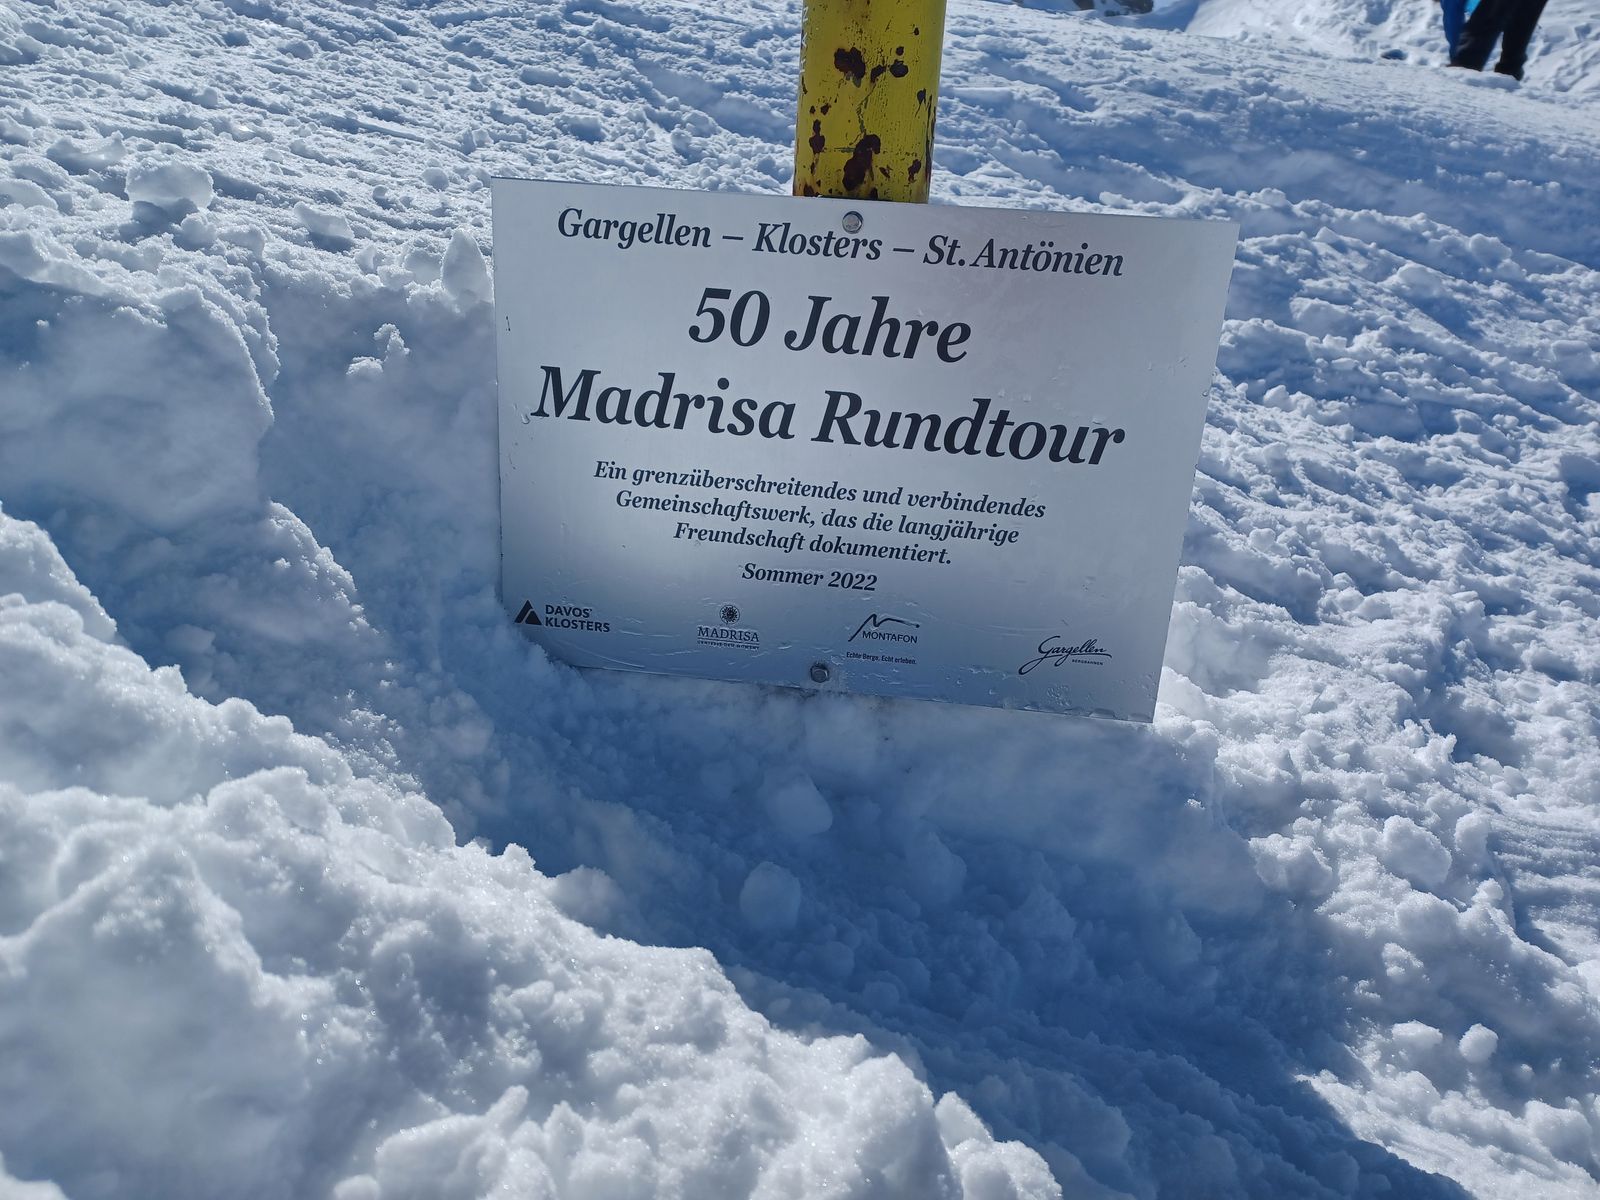 Gargellen – Klosters – St. Antönien
50 Jahre
Madrisa Rundtour
Ein grenzüberschreitendes und verbindendes
Gemeinschaftswerk, das die langjährige
Freundschaft dokumentiert.
Sommer 2022
DAVOS
KLOSTERS
MADRISA
MONTAFON
Echte Berge. Echt erleben.
Gargellen
BERGBAHNEN